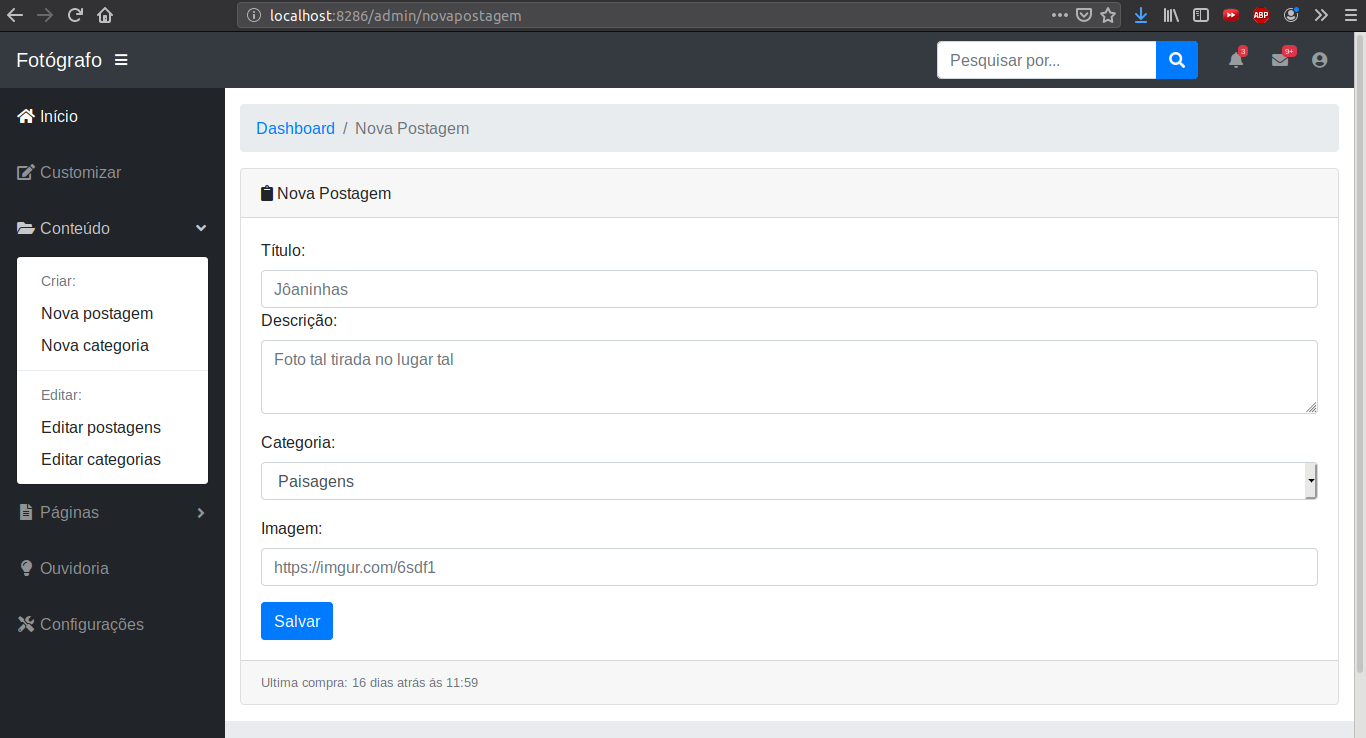 localhost:8286/admin/novapostagem
ABP
Fotógrafo
Pesquisar por...
3
9+
Início
Customizar
Conteúdo
Criar:
Nova postagem
Nova categoria
Editar:
Editar postagens
Editar categorias
Páginas
Ouvidoria
Configurações
Dashboard / Nova Postagem
Nova Postagem
Título:
Jôaninhas
Descrição:
Foto tal tirada no lugar tal
Categoria:
Paisagens
Imagem:
https://imgur.com/6sdf1
Salvar
Ultima compra: 16 dias atrás ás 11:59